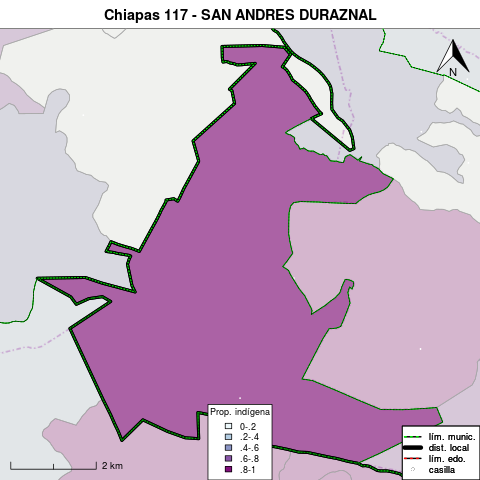 Chiapas 117 - SAN ANDRES DURAZNAL
N
Prop. indígena
0-.2
.2-.4
.4-.6
.6-.8
.8-1
2 km
lím. munic.
dist. local
lím. edo.
casilla